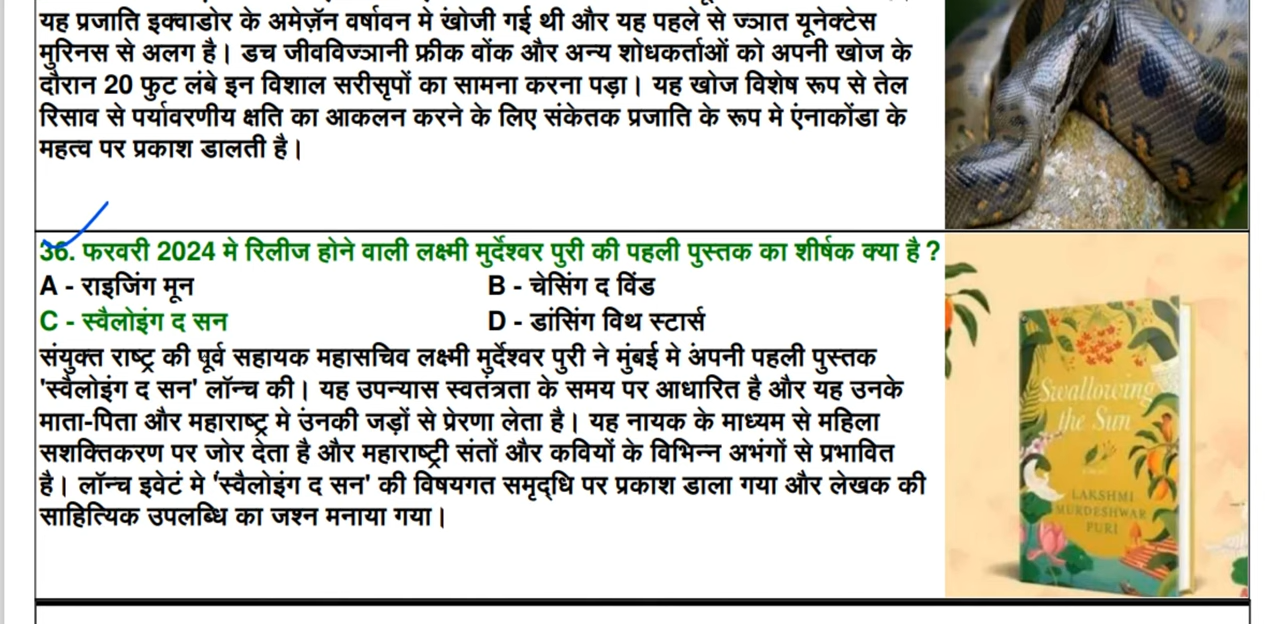 यह प्रजाति इक्वाडोर के अमेज़ॅन वर्षावन मे खोजी गई थी और यह पहले से ज्ञात यूनेक्टेस
मुरिनस से अलग है। डच जीवविज्ञानी फ्रीक वोंक और अन्य शोधकर्ताओं को अपनी खोज के
दौरान 20 फुट लंबे इन विशाल सरीसृपों का सामना करना पड़ा। यह खोज विशेष रूप से तेल
रिसाव से पर्यावरणीय क्षति का आकलन करने के लिए संकेतक प्रजाति के रूप मे एंनाकोंडा के
महत्व पर प्रकाश डालती है।
36. फरवरी 2024 मे रिलीज होने वाली लक्ष्मी मुर्देश्वर पुरी की पहली पुस्तक का शीर्षक क्या है ?
A - राइजिंग मून
B - चेसिंग द विंड
C - स्वैलोइंग द सन
D - डांसिंग विथ स्टार्स
संयुक्त राष्ट्र की पूर्व सहायक महासचिव लक्ष्मी मुर्देश्वर पुरी ने मुंबई मे अपनी पहली पुस्तक
'स्वैलोइंग द सन' लॉन्च की। यह उपन्यास स्वतंत्रता के समय पर आधारित है और यह उनके
माता-पिता और महाराष्ट्र मे उंनकी जड़ों से प्रेरणा लेता है। यह नायक के माध्यम से महिला
सशक्तिकरण पर जोर देता है और महाराष्ट्री संतों और कवियों के विभिन्न अभंगों से प्रभावित
है। लॉन्च इवेटं मे 'स्वैलोइंग द सन' की विषयगत समृद्धि पर प्रकाश डाला गया और लेखक की
साहित्यिक उपलब्धि का जश्न मनाया गया।
Swallowing
the Sun
LAKSHMI
MURDESHWAR
PURI